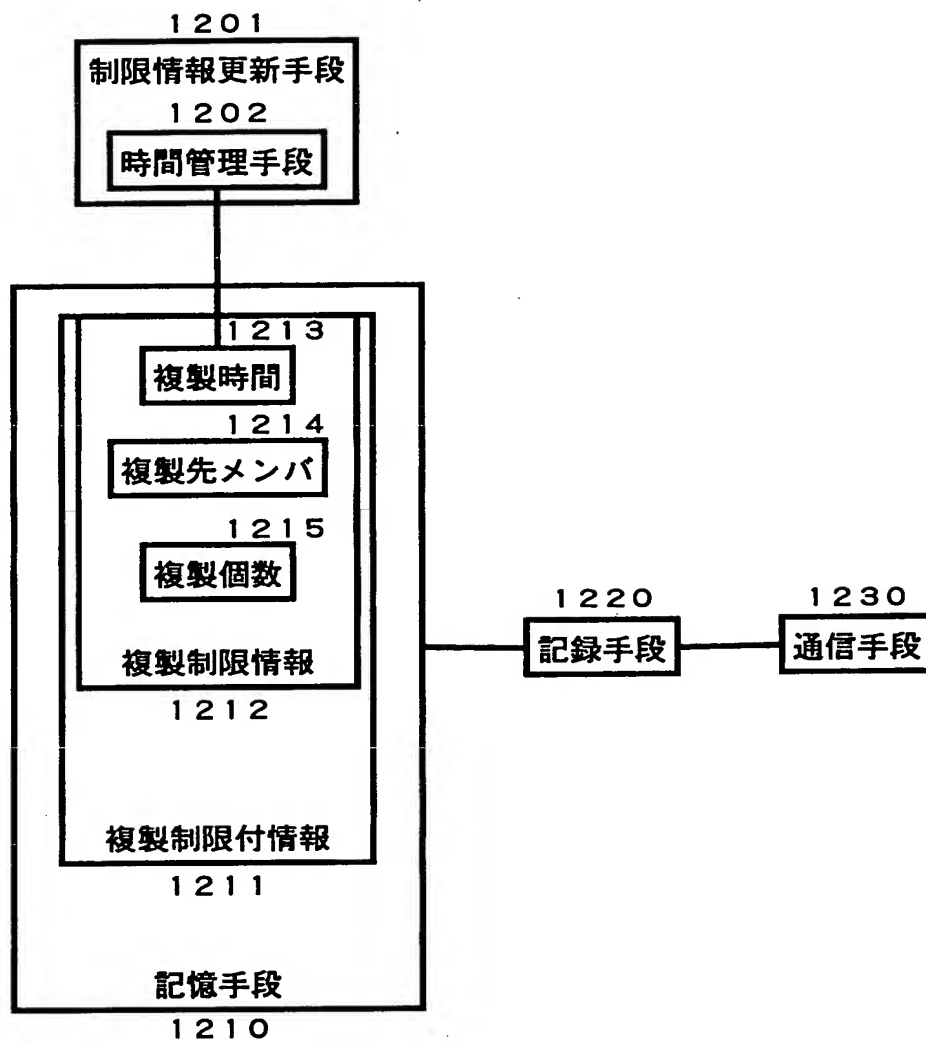 1201
制限情報更新手段
1202
時間管理手段
1213
複製時間
1214
複製先メンバ
1215
複製個数
複製制限情報
1212
複製制限付情報
1211
記憶手段
1210
1220
記録手段
1230
通信手段